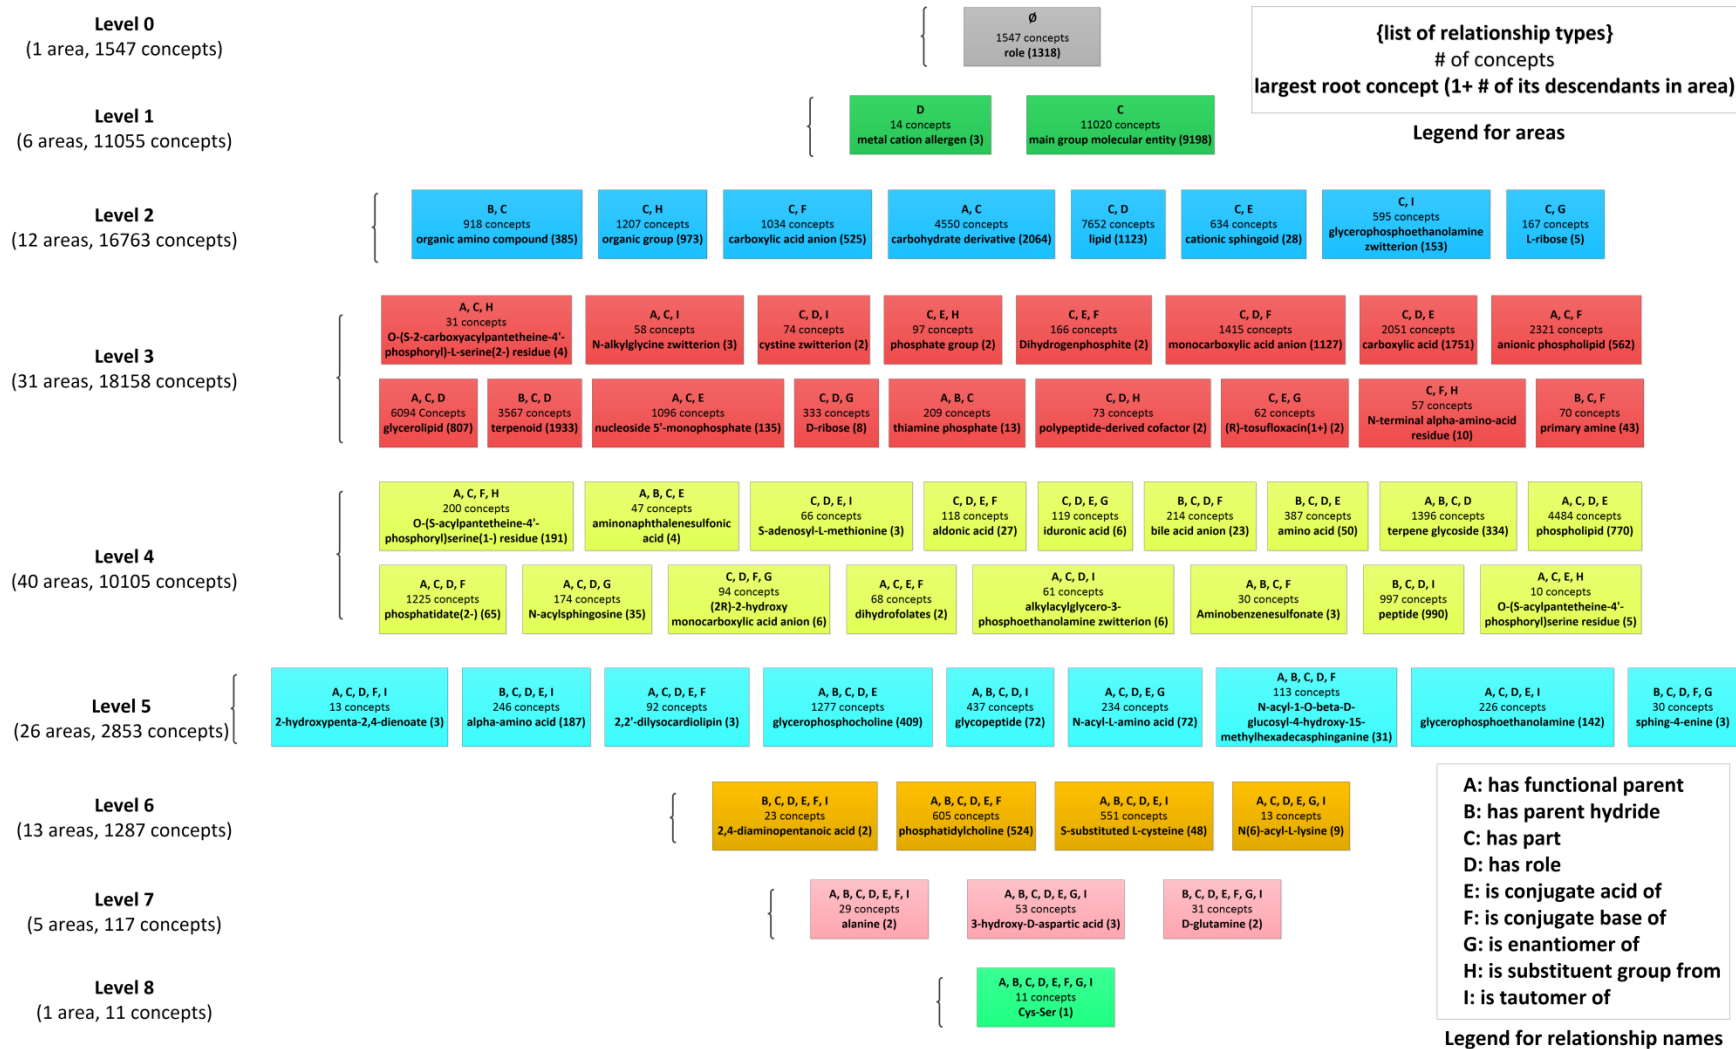 Level 0
(1 area, 1547 concepts)
Ø
1547 concepts
role (1318)
{list of relationship types}
# of concepts
largest root concept (1+ # of its descendants in area)
Legend for areas
Level 1
(6 areas, 11055 concepts)
D
14 concepts
metal cation allergen (3)
C
11020 concepts
main group molecular entity (9198)
Level 2
(12 areas, 16763 concepts)
B, C
918 concepts
organic amino compound (385)
C, H
1207 concepts
organic group (973)
C, F
1034 concepts
carboxylic acid anion (525)
A, C
4550 concepts
carbohydrate derivative (2064)
C, D
7652 concepts
lipid (1123)
C, E
634 concepts
cationic sphingoid (28)
C, I
595 concepts
glycerophosphoethanolamine
zwitterion (153)
C, G
167 concepts
L-ribose (5)
Level 3
(31 areas, 18158 concepts)
A, C, H
31 concepts
O-(S-2-carboxyacylpantetheine-4'-
phosphoryl)-L-serine(2-) residue (4)
A, C, I
58 concepts
N-alkylglycine zwitterion (3)
C, D, I
74 concepts
cystine zwitterion (2)
C, E, H
97 concepts
phosphate group (2)
C, E, F
166 concepts
Dihydrogenphosphite (2)
C, D, F
1415 concepts
monocarboxylic acid anion (1127)
C, D, E
2051 concepts
carboxylic acid (1751)
A, C, F
2321 concepts
anionic phospholipid (562)
A, C, D
6094 Concepts
glycerolipid (807)
B, C, D
3567 concepts
terpenoid (1933)
A, C, E
1096 concepts
nucleoside 5'-monophosphate (135)
C, D, G
333 concepts
D-ribose (8)
A, B, C
209 concepts
thiamine phosphate (13)
C, D, H
73 concepts
polypeptide-derived cofactor (2)
C, E, G
62 concepts
(R)-tosufloxacin(1+) (2)
C, F, H
57 concepts
N-terminal alpha-amino-acid
residue (10)
B, C, F
70 concepts
primary amine (43)
Level 4
(40 areas, 10105 concepts)
A, C, F, H
200 concepts
O-(S-acylpantetheine-4'-
phosphoryl)serine(1-) residue (191)
A, B, C, E
47 concepts
aminonaphthalenesulfonic
acid (4)
C, D, E, I
66 concepts
S-adenosyl-L-methionine (3)
C, D, E, F
118 concepts
aldonic acid (27)
C, D, E, G
119 concepts
iduronic acid (6)
B, C, D, F
214 concepts
bile acid anion (23)
B, C, D, E
387 concepts
amino acid (50)
A, B, C, D
1396 concepts
terpene glycoside (334)
A, C, D, E
4484 concepts
phospholipid (770)
A, C, D, F
1225 concepts
phosphatidate(2-) (65)
A, C, D, G
174 concepts
N-acylsphingosine (35)
C, D, F, G
94 concepts
(2R)-2-hydroxy
monocarboxylic acid anion (6)
A, C, E, F
68 concepts
dihydrofolates (2)
A, C, D, I
61 concepts
alkylacylglycero-3-
phosphoethanolamine zwitterion (6)
A, B, C, F
30 concepts
Aminobenzenesulfonate (3)
B, C, D, I
997 concepts
peptide (990)
A, C, E, H
10 concepts
O-(S-acylpantetheine-4'-
phosphoryl)serine residue (5)
Level 5
(26 areas, 2853 concepts)
A, C, D, F, I
13 concepts
2-hydroxypenta-2,4-dienoate (3)
B, C, D, E, I
246 concepts
alpha-amino acid (187)
A, C, D, E, F
92 concepts
2,2'-dilysocardiolipin (3)
A, B, C, D, E
1277 concepts
glycerophosphocholine (409)
A, B, C, D, I
437 concepts
glycopeptide (72)
A, C, D, E, G
234 concepts
N-acyl-L-amino acid (72)
A, B, C, D, F
113 concepts
N-acyl-1-O-beta-D-
glucosyl-4-hydroxy-15-
methylhexadecasphinganine (31)
A, C, D, E, I
226 concepts
glycerophosphoethanolamine (142)
B, C, D, F, G
30 concepts
sphing-4-enine (3)
Level 6
(13 areas, 1287 concepts)
B, C, D, E, F, I
23 concepts
2,4-diaminopentanoic acid (2)
A, B, C, D, E, F
605 concepts
phosphatidylcholine (524)
A, B, C, D, E, I
551 concepts
S-substituted L-cysteine (48)
A, C, D, E, G, I
13 concepts
N(6)-acyl-L-lysine (9)
Level 7
(5 areas, 117 concepts)
A, B, C, D, E, F, I
29 concepts
alanine (2)
A, B, C, D, E, G, I
53 concepts
3-hydroxy-D-aspartic acid (3)
B, C, D, E, F, G, I
31 concepts
D-glutamine (2)
Level 8
(1 area, 11 concepts)
A, B, C, D, E, F, G, I
11 concepts
Cys-Ser (1)
A: has functional parent
B: has parent hydride
C: has part
D: has role
E: is conjugate acid of
F: is conjugate base of
G: is enantiomer of
H: is substituent group from
I: is tautomer of
Legend for relationship names